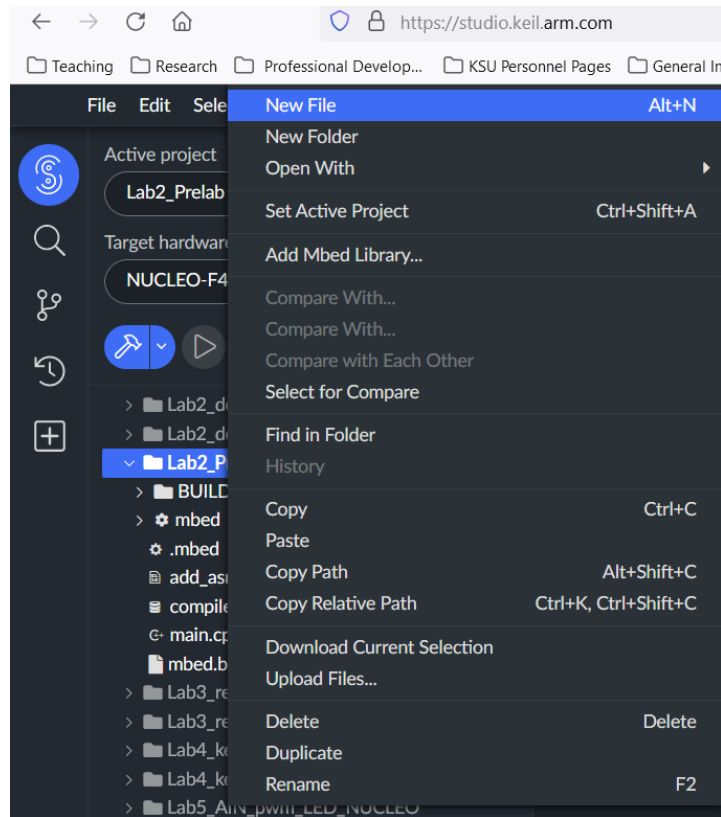 https://studio.keil.arm.com
Teaching Research Professional Develop... KSU Personnel Pages General In
File Edit Sele
New File Alt+N
New Folder
Open With
Set Active Project Ctrl+Shift+A
Add Mbed Library...
Compare With...
Compare With...
Compare with Each Other
Select for Compare
Find in Folder
History
Copy Ctrl+C
Paste
Copy Path Alt+Shift+C
Copy Relative Path Ctrl+K, Ctrl+Shift+C
Download Current Selection
Upload Files...
Delete Delete
Duplicate
Rename F2
Active project
Lab2_Prelab
Target hardwar
NUCLEO-F4
Lab2_d
Lab2_d
Lab2_P
BUILD
mbed
.mbed
add_as
compile
main.cp
mbed.b
Lab3_re
Lab3_re
Lab4_ke
Lab4_ke
Lab5_AIN_pwm_LED_NUCLEO